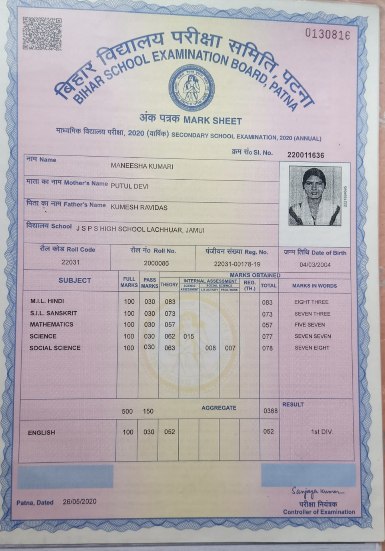 0130816
बिहार विद्यालय परीक्षा समिति, पटना
BIHAR SCHOOL EXAMINATION BOARD, PATNA
अंक पत्रक MARK SHEET
माध्यमिक विद्यालय परीक्षा, 2020 (वार्षिक) SECONDARY SCHOOL EXAMINATION, 2020 (ANNUAL)
क्रम सं० Sl. No. 220011636
नाम Name MANEESHA KUMARI
माता का नाम Mother's Name PUTUL DEVI
पिता का नाम Father's Name KUMESH RAVIDAS
विद्यालय School J S P S HIGH SCHOOL LACHHUAR, JAMUI
रौल कोड Roll Code रौल नं० Roll No. पंजीयन संख्या Reg. No. जन्म तिथि Date of Birth
22031 2000085 22031-00178-19 04/03/2004
MARKS OBTAINED
SUBJECT FULL MARKS PASS MARKS THEORY INTERNAL ASSESSMENT REG. (TH.) TOTAL MARKS IN WORDS
M.I.L. HINDI 100 030 083 083 EIGHT THREE
S.I.L. SANSKRIT 100 030 073 073 SEVEN THREE
MATHEMATICS 100 030 057 057 FIVE SEVEN
SCIENCE 100 030 062 015 077 SEVEN SEVEN
SOCIAL SCIENCE 100 030 063 008 007 078 SEVEN EIGHT
500 150 AGGREGATE 0368 RESULT
ENGLISH 100 030 052 052 1st DIV.
Patna, Dated 26/05/2020
परीक्षा नियंत्रक
Controller of Examination